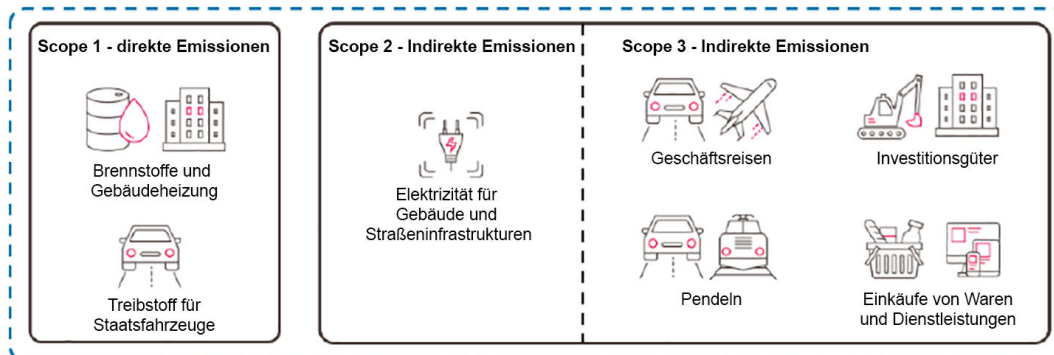 Scope 1 - direkte Emissionen
Brennstoffe und
Gebäudeheizung
Treibstoff für
Staatsfahrzeuge
Scope 2 - Indirekte Emissionen
Elektrizität für
Gebäude und
Straßeninfrastrukturen
Scope 3 - Indirekte Emissionen
Geschäftsreisen
Investitionsgüter
Pendeln
Einkäufe von Waren
und Dienstleistungen